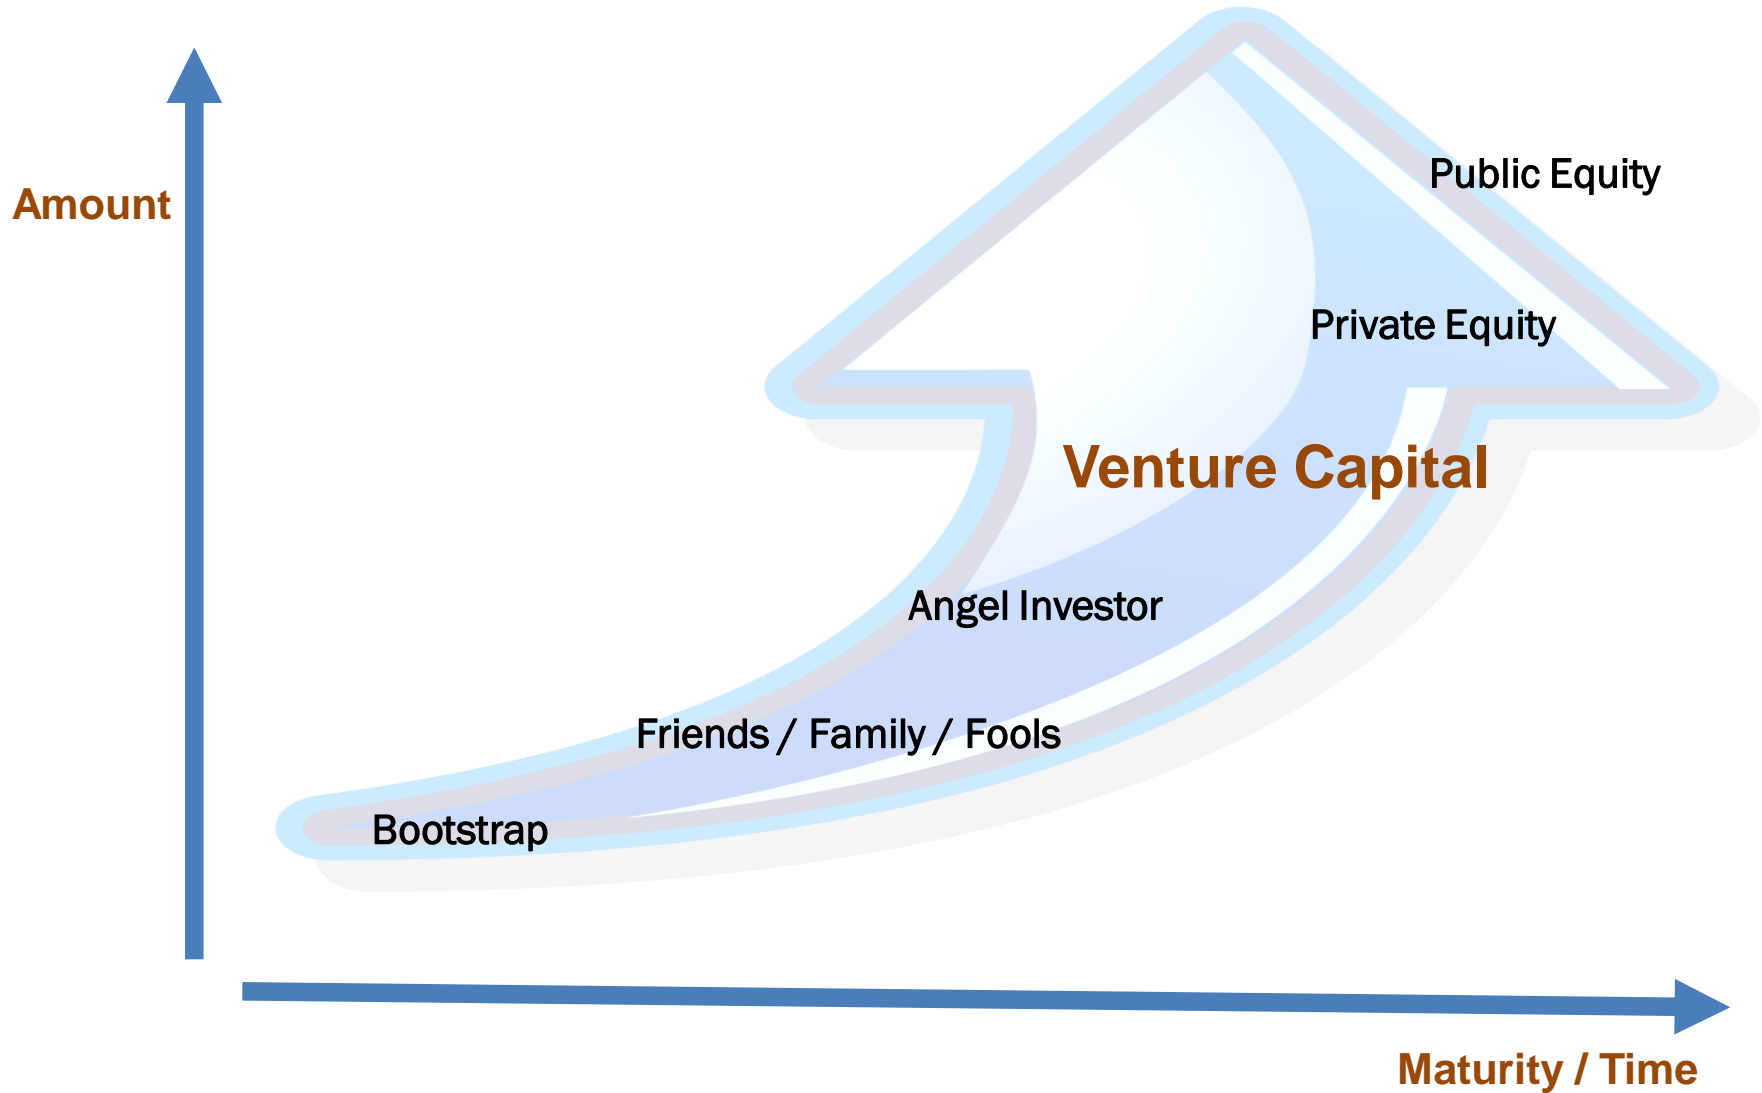 Public Equity
Amount
Private Equity
Venture Capital
Angel Investor
Friends / Family / Fools
Bootstrap
Maturity / Time